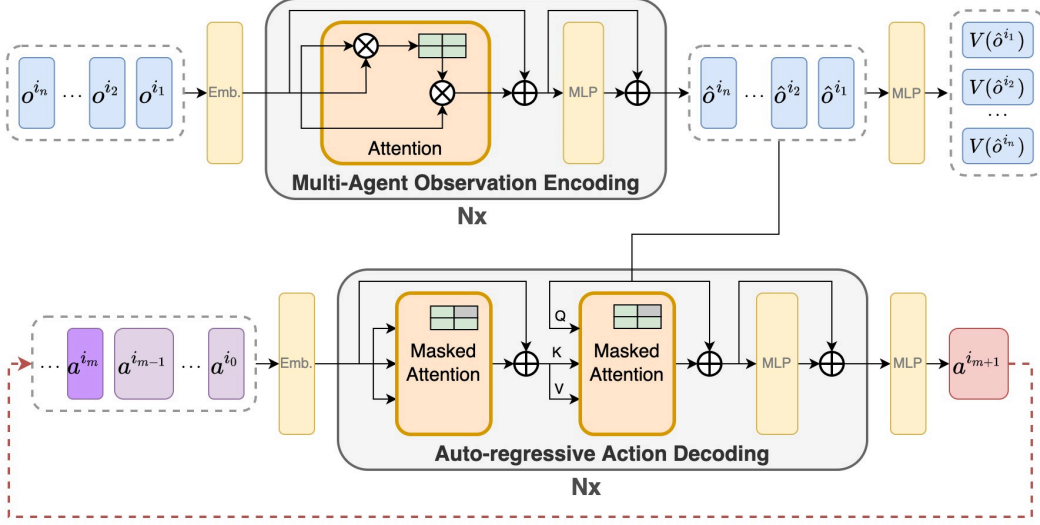 o^{i_n} ... o^{i_2} o^{i_1}
Emb.
Attention
MLP
Multi-Agent Observation Encoding
Nx
ô^{i_n} ... ô^{i_2} ô^{i_1}
MLP
V(ô^{i_1})
V(ô^{i_2})
...
V(ô^{i_n})
... a^{i_m} a^{i_{m-1}} ... a^{i_0}
Emb.
Masked
Attention
Q
K
V
Masked
Attention
MLP
Auto-regressive Action Decoding
Nx
MLP
a^{i_{m+1}}